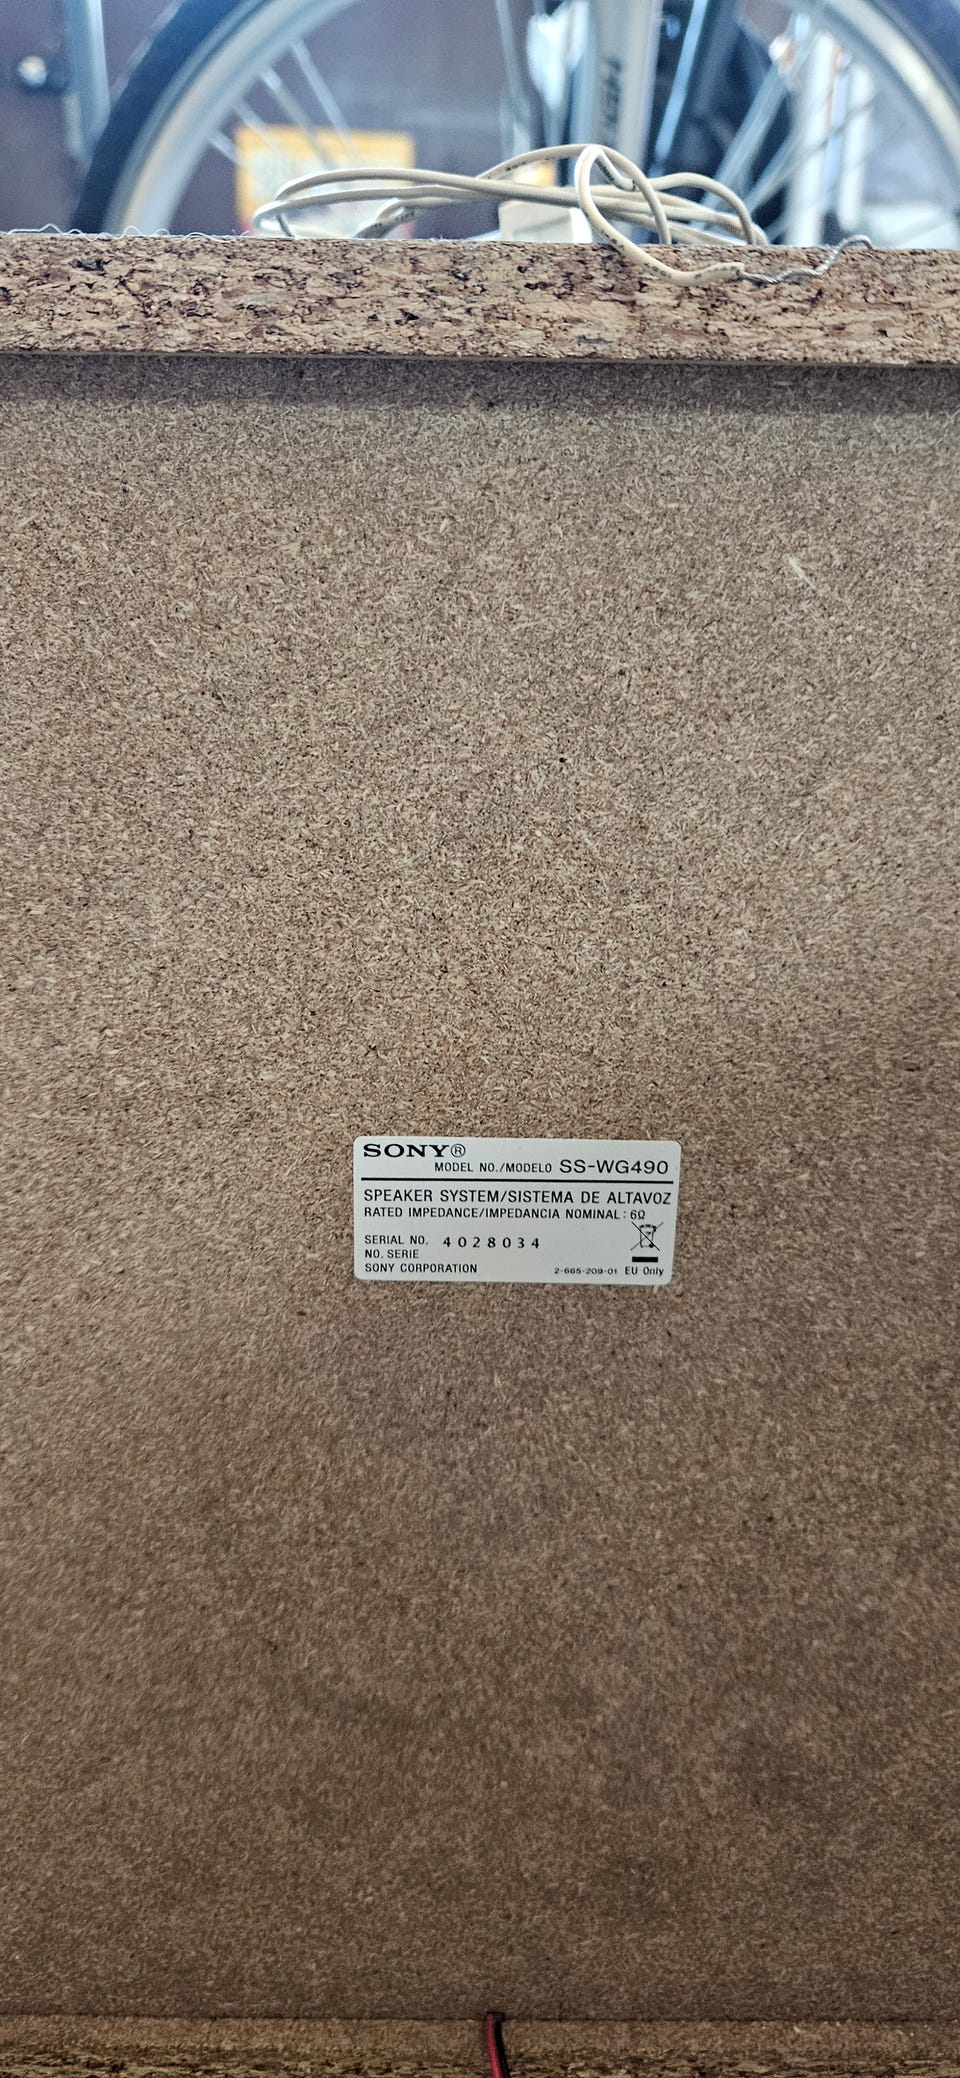 SONY®
MODEL NO./MODELO SS-WG490
SPEAKER SYSTEM/SISTEMA DE ALTAVOZ
RATED IMPEDANCE/IMPEDANCIA NOMINAL: 6Ω
SERIAL NO. 4028034
NO. SERIE
SONY CORPORATION 2-665-209-01 EU Only